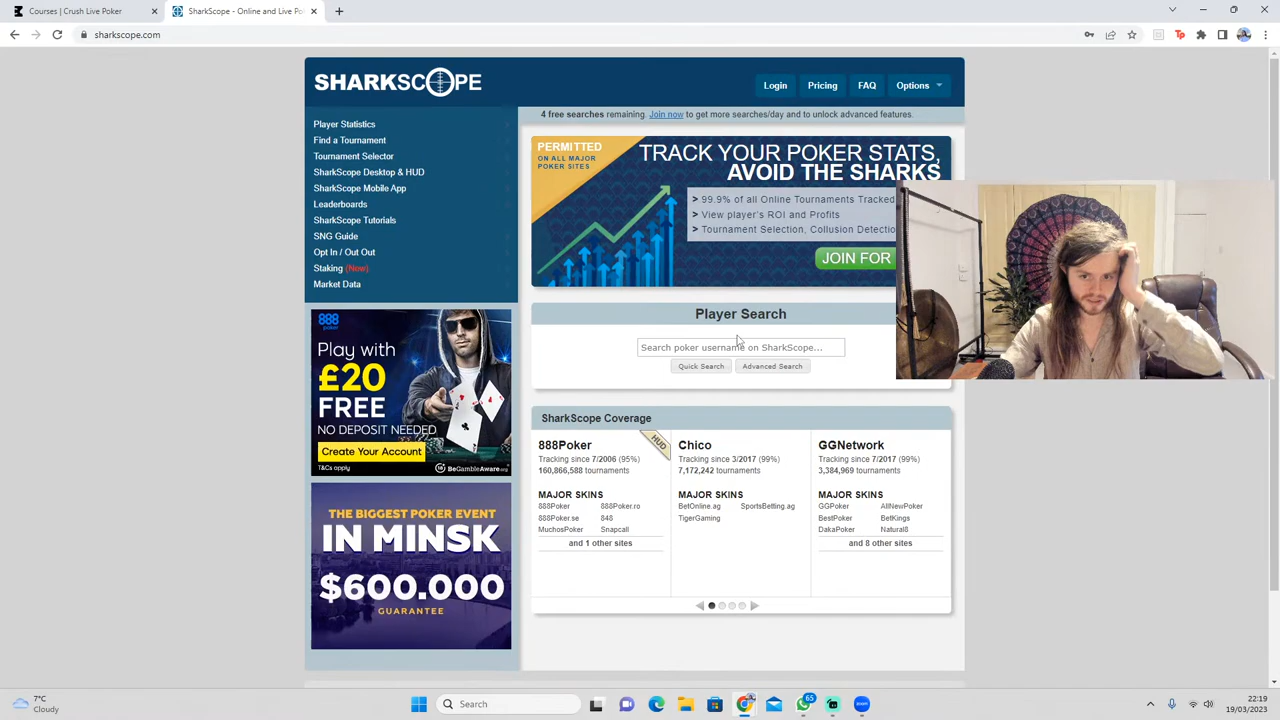 Courses | Crush Live Poker
SharkScope - Online and Live Po
sharkscope.com
SHARKSCOPE
Login
Pricing
FAQ
Options
4 free searches remaining. Join now to get more searches/day and to unlock advanced features.
Player Statistics
Find a Tournament
Tournament Selector
SharkScope Desktop & HUD
SharkScope Mobile App
Leaderboards
SharkScope Tutorials
SNG Guide
Opt In / Out Out
Staking (New)
Market Data
PERMITTED
ON ALL MAJOR
POKER SITES
TRACK YOUR POKER STATS,
AVOID THE SHARKS
> 99.9% of all Online Tournaments Tracked
> View player's ROI and Profits
> Tournament Selection, Collusion Detectio
JOIN FOR
Player Search
Search poker username on SharkScope...
Quick Search
Advanced Search
888
poker
Play with
£20
FREE
NO DEPOSIT NEEDED
Create Your Account
T&Cs apply
BeGambleAware.org
THE BIGGEST POKER EVENT
IN MINSK
$600.000
GUARANTEE
SharkScope Coverage
888Poker
HUD
Tracking since 7/2006 (95%)
160,866,588 tournaments
MAJOR SKINS
888Poker
888Poker.ro
888Poker.se
848
MuchosPoker
Snapcall
and 1 other sites
Chico
Tracking since 3/2017 (99%)
7,172,242 tournaments
MAJOR SKINS
BetOnline.ag
SportsBetting.ag
TigerGaming
GGNetwork
Tracking since 7/2017 (99%)
3,384,969 tournaments
MAJOR SKINS
GGPoker
AllNewPoker
BestPoker
BetKings
DakaPoker
Natural8
and 8 other sites
7°C
Cloudy
Search
65
22:19
19/03/2023